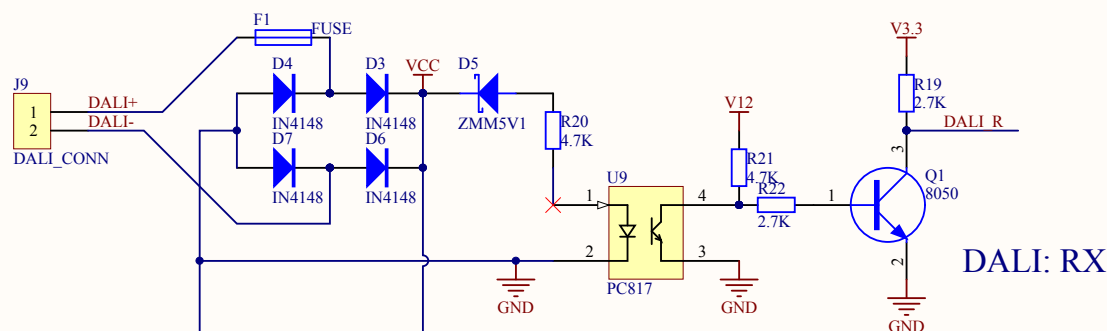 F1
FUSE
D4
IN4148
D3
IN4148
VCC
D5
ZMM5V1
V3.3
R19
2.7K
J9
1
2
DALI+
DALI-
DALI_CONN
D7
IN4148
D6
IN4148
R20
4.7K
V12
R21
4.7K
R22
2.7K
DALI_R
3
1
2
Q1
8050
U9
1
2
4
3
PC817
GND
GND
GND
DALI: RX